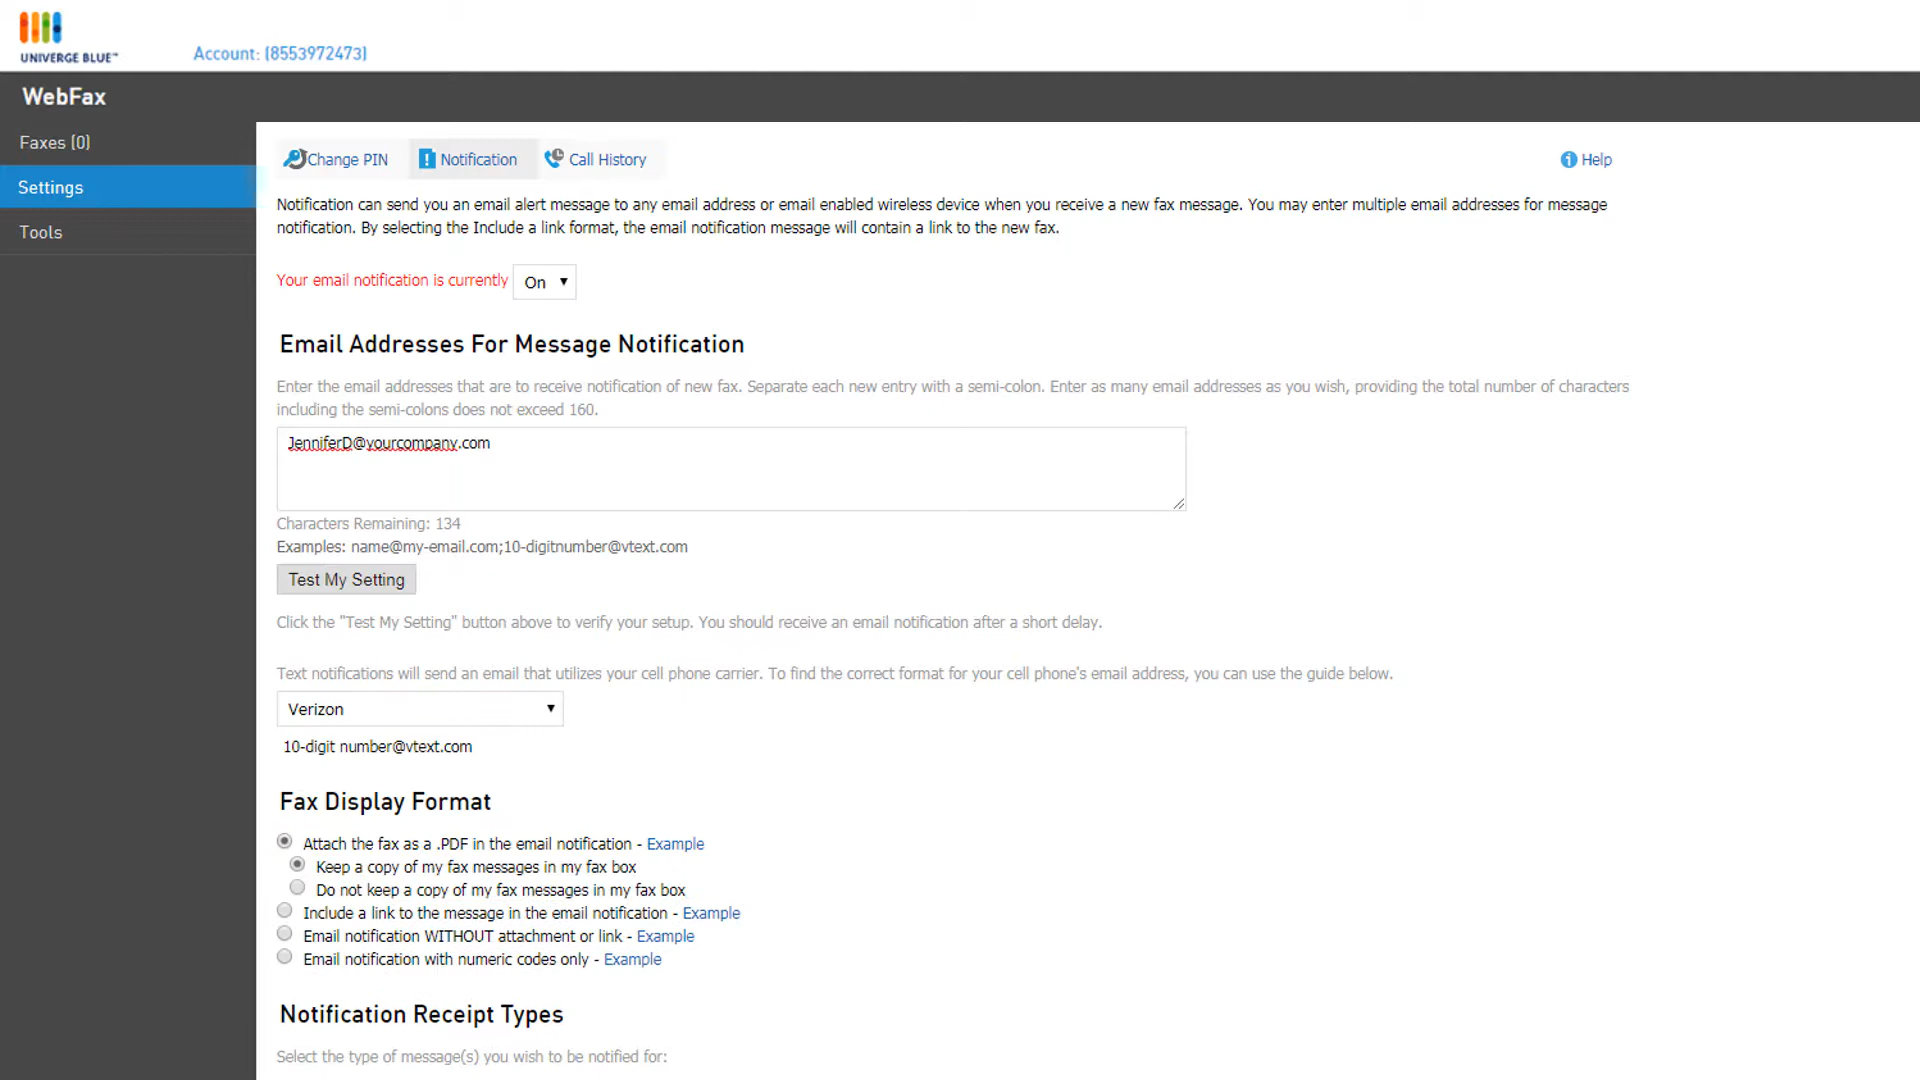 UNIVERGE BLUE™
Account: (8553972473)
WebFax
Faxes (0)
Settings
Tools
Change PIN
Notification
Call History
Help
Notification can send you an email alert message to any email address or email enabled wireless device when you receive a new fax message. You may enter multiple email addresses for message
notification. By selecting the Include a link format, the email notification message will contain a link to the new fax.
Your email notification is currently On
Email Addresses For Message Notification
Enter the email addresses that are to receive notification of new fax. Separate each new entry with a semi-colon. Enter as many email addresses as you wish, providing the total number of characters
including the semi-colons does not exceed 160.
JenniferD@yourcompany.com
Characters Remaining: 134
Examples: name@my-email.com;10-digitnumber@vtext.com
Test My Setting
Click the "Test My Setting" button above to verify your setup. You should receive an email notification after a short delay.
Text notifications will send an email that utilizes your cell phone carrier. To find the correct format for your cell phone's email address, you can use the guide below.
Verizon
10-digit number@vtext.com
Fax Display Format
Attach the fax as a .PDF in the email notification - Example
Keep a copy of my fax messages in my fax box
Do not keep a copy of my fax messages in my fax box
Include a link to the message in the email notification - Example
Email notification WITHOUT attachment or link - Example
Email notification with numeric codes only - Example
Notification Receipt Types
Select the type of message(s) you wish to be notified for: